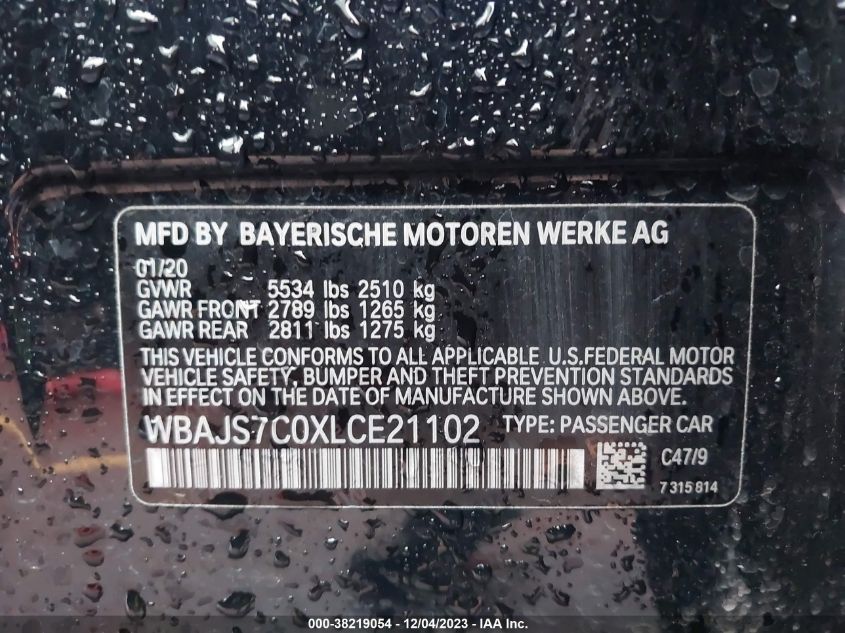 MFD BY BAYERISCHE MOTOREN WERKE AG
01/20
GVWR 5534 lbs 2510 kg
GAWR FRONT 2789 lbs 1265 kg
GAWR REAR 2811 lbs 1275 kg
THIS VEHICLE CONFORMS TO ALL APPLICABLE U.S.FEDERAL MOTOR
VEHICLE SAFETY, BUMPER AND THEFT PREVENTION STANDARDS
IN EFFECT ON THE DATE OF MANUFACTURE SHOWN ABOVE.
WBAJS7C0XLCE21102 TYPE: PASSENGER CAR
C47/9
7315814
000-38219054 - 12/04/2023 - IAA Inc.